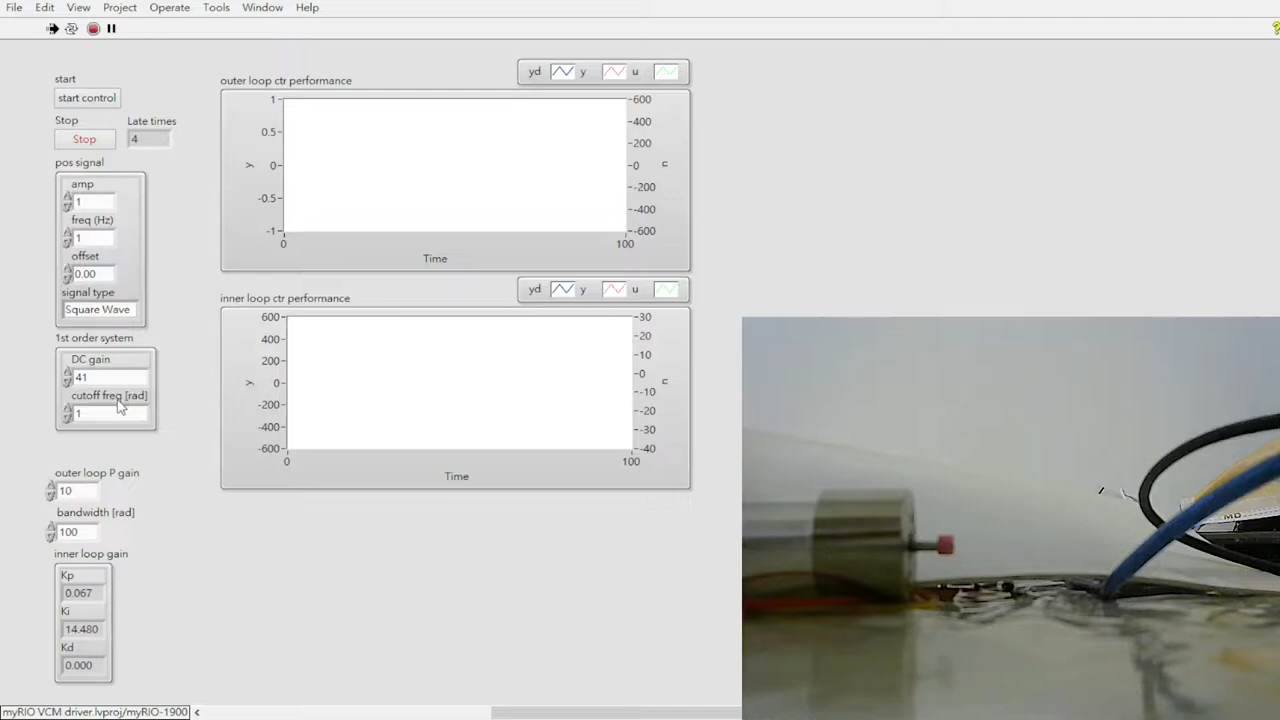 File Edit View Project Operate Tools Window Help
start
start control
Stop
Stop
Late times
4
pos signal
amp
1
freq (Hz)
1
offset
0.00
signal type
Square Wave
1st order system
DC gain
41
cutoff freq [rad]
1
outer loop P gain
10
bandwidth [rad]
100
inner loop gain
Kp
0.067
Ki
14.480
Kd
0.000
outer loop ctr performance
yd y u
1
0.5
0
-0.5
-1
y
600
400
200
0
-200
-400
-600
u
0 100
Time
inner loop ctr performance
yd y u
600
400
200
0
-200
-400
-600
y
30
20
10
0
-10
-20
-30
-40
u
0 100
Time
MD
myRIO VCM driver.lvproj/myRIO-1900